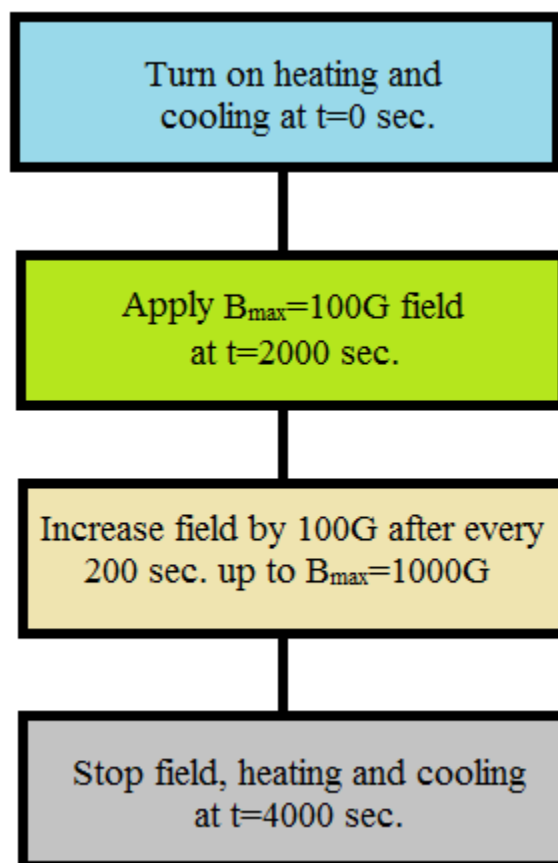 Turn on heating and
cooling at t=0 sec.
Apply Bmax=100G field
at t=2000 sec.
Increase field by 100G after every
200 sec. up to Bmax=1000G
Stop field, heating and cooling
at t=4000 sec.